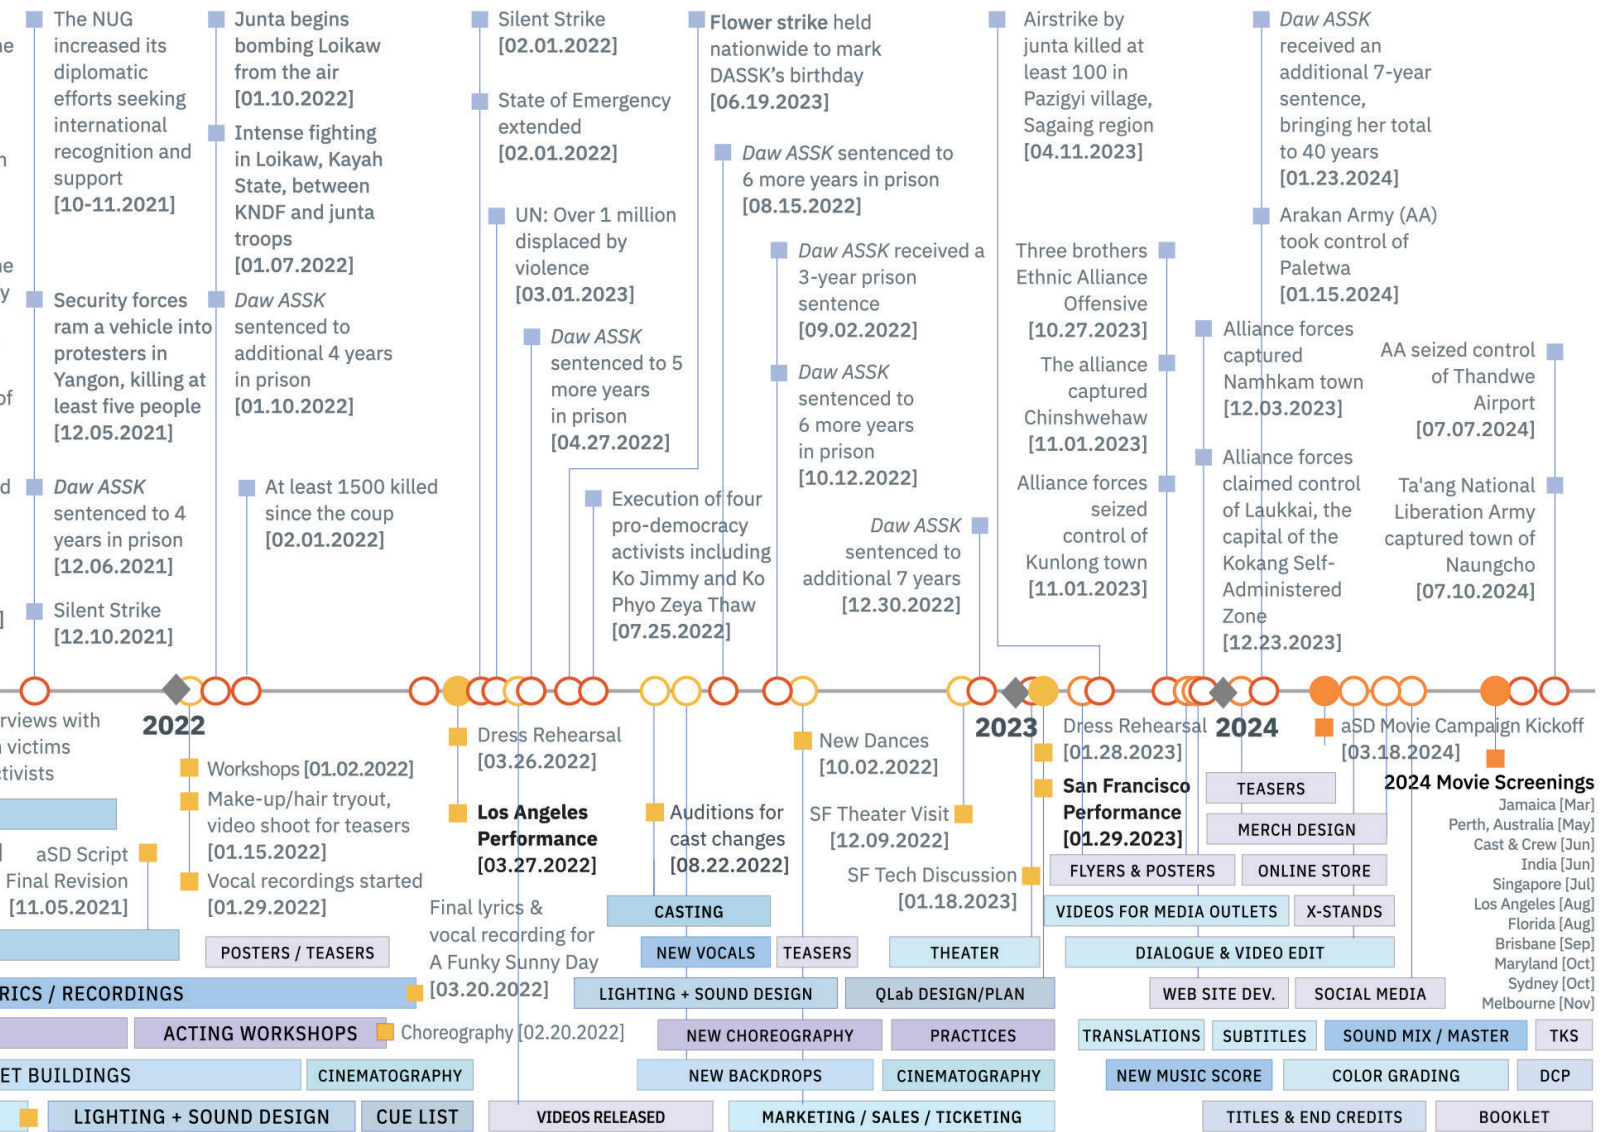 The NUG
increased its
diplomatic
efforts seeking
international
recognition and
support
[10-11.2021]
Security forces
ram a vehicle into
protesters in
Yangon, killing at
least five people
[12.05.2021]
Daw ASSK
sentenced to 4
years in prison
[12.06.2021]
Silent Strike
[12.10.2021]
Junta begins
bombing Loikaw
from the air
[01.10.2022]
Intense fighting
in Loikaw, Kayah
State, between
KNDF and junta
troops
[01.07.2022]
Daw ASSK
sentenced to
additional 4 years
in prison
[01.10.2022]
At least 1500 killed
since the coup
[02.01.2022]
Silent Strike
[02.01.2022]
State of Emergency
extended
[02.01.2022]
UN: Over 1 million
displaced by
violence
[03.01.2023]
Daw ASSK
sentenced to 5
more years
in prison
[04.27.2022]
Flower strike held
nationwide to mark
DASSK's birthday
[06.19.2023]
Execution of four
pro-democracy
activists including
Ko Jimmy and Ko
Phyo Zeya Thaw
[07.25.2022]
Daw ASSK sentenced to
6 more years in prison
[08.15.2022]
Daw ASSK received a
3-year prison
sentence
[09.02.2022]
Daw ASSK
sentenced to
6 more years
in prison
[10.12.2022]
Daw ASSK
sentenced to
additional 7 years
[12.30.2022]
Airstrike by
junta killed at
least 100 in
Pazigyi village,
Sagaing region
[04.11.2023]
Three brothers
Ethnic Alliance
Offensive
[10.27.2023]
The alliance
captured
Chinshwehaw
[11.01.2023]
Alliance forces
seized
control of
Kunlong town
[11.01.2023]
Daw ASSK
received an
additional 7-year
sentence,
bringing her total
to 40 years
[01.23.2024]
Arakan Army (AA)
took control of
Paletwa
[01.15.2024]
Alliance forces
captured
Namhkam town
[12.03.2023]
Alliance forces
claimed control
of Laukkai, the
capital of the
Kokang Self-
Administered
Zone
[12.23.2023]
AA seized control
of Thandwe
Airport
[07.07.2024]
Ta'ang National
Liberation Army
captured town of
Naungcho
[07.10.2024]
2022
2023
2024
rviews with
victims
ctivists
aSD Script
Final Revision
[11.05.2021]
Workshops [01.02.2022]
Make-up/hair tryout,
video shoot for teasers
[01.15.2022]
Vocal recordings started
[01.29.2022]
Dress Rehearsal
[03.26.2022]
Los Angeles
Performance
[03.27.2022]
Final lyrics &
vocal recording for
A Funky Sunny Day
[03.20.2022]
Choreography [02.20.2022]
Auditions for
cast changes
[08.22.2022]
New Dances
[10.02.2022]
SF Theater Visit
[12.09.2022]
SF Tech Discussion
[01.18.2023]
Dress Rehearsal
[01.28.2023]
San Francisco
Performance
[01.29.2023]
aSD Movie Campaign Kickoff
[03.18.2024]
2024 Movie Screenings
Jamaica [Mar]
Perth, Australia [May]
Cast & Crew [Jun]
India [Jun]
Singapore [Jul]
Los Angeles [Aug]
Florida [Aug]
Brisbane [Sep]
Maryland [Oct]
Sydney [Oct]
Melbourne [Nov]
TEASERS
MERCH DESIGN
FLYERS & POSTERS
ONLINE STORE
CASTING
VIDEOS FOR MEDIA OUTLETS
X-STANDS
POSTERS / TEASERS
NEW VOCALS
TEASERS
THEATER
DIALOGUE & VIDEO EDIT
RICS / RECORDINGS
LIGHTING + SOUND DESIGN
QLab DESIGN/PLAN
WEB SITE DEV.
SOCIAL MEDIA
ACTING WORKSHOPS
NEW CHOREOGRAPHY
PRACTICES
TRANSLATIONS
SUBTITLES
SOUND MIX / MASTER
TKS
ET BUILDINGS
CINEMATOGRAPHY
NEW BACKDROPS
CINEMATOGRAPHY
NEW MUSIC SCORE
COLOR GRADING
DCP
LIGHTING + SOUND DESIGN
CUE LIST
VIDEOS RELEASED
MARKETING / SALES / TICKETING
TITLES & END CREDITS
BOOKLET